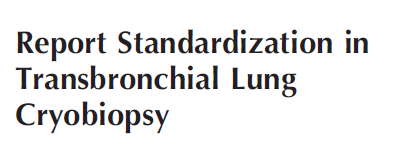 Report Standardization in
Transbronchial Lung
Cryobiopsy